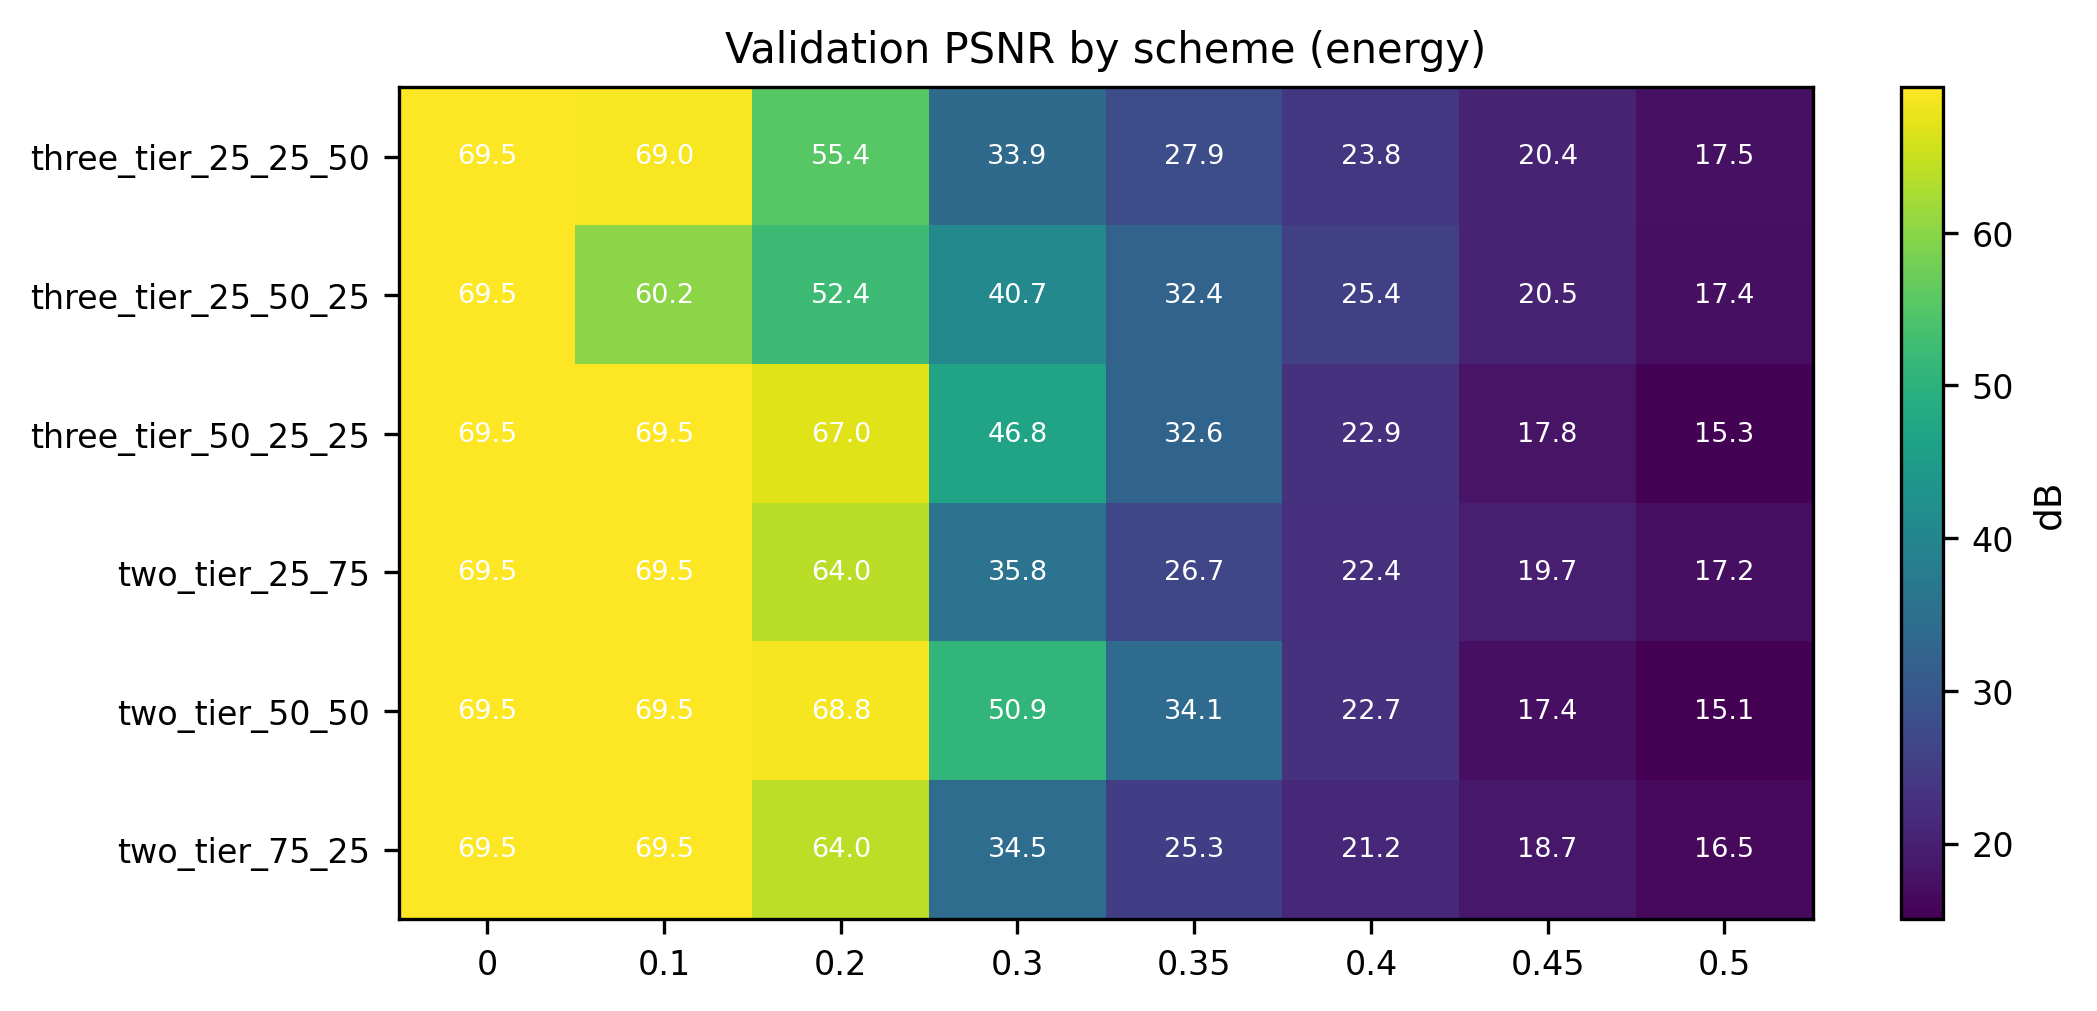 Validation PSNR by scheme (energy)
three_tier_25_25_50 69.5 69.0 55.4 33.9 27.9 23.8 20.4 17.5
three_tier_25_50_25 69.5 60.2 52.4 40.7 32.4 25.4 20.5 17.4
three_tier_50_25_25 69.5 69.5 67.0 46.8 32.6 22.9 17.8 15.3
two_tier_25_75 69.5 69.5 64.0 35.8 26.7 22.4 19.7 17.2
two_tier_50_50 69.5 69.5 68.8 50.9 34.1 22.7 17.4 15.1
two_tier_75_25 69.5 69.5 64.0 34.5 25.3 21.2 18.7 16.5
0 0.1 0.2 0.3 0.35 0.4 0.45 0.5
60
50
40
30
20
dB